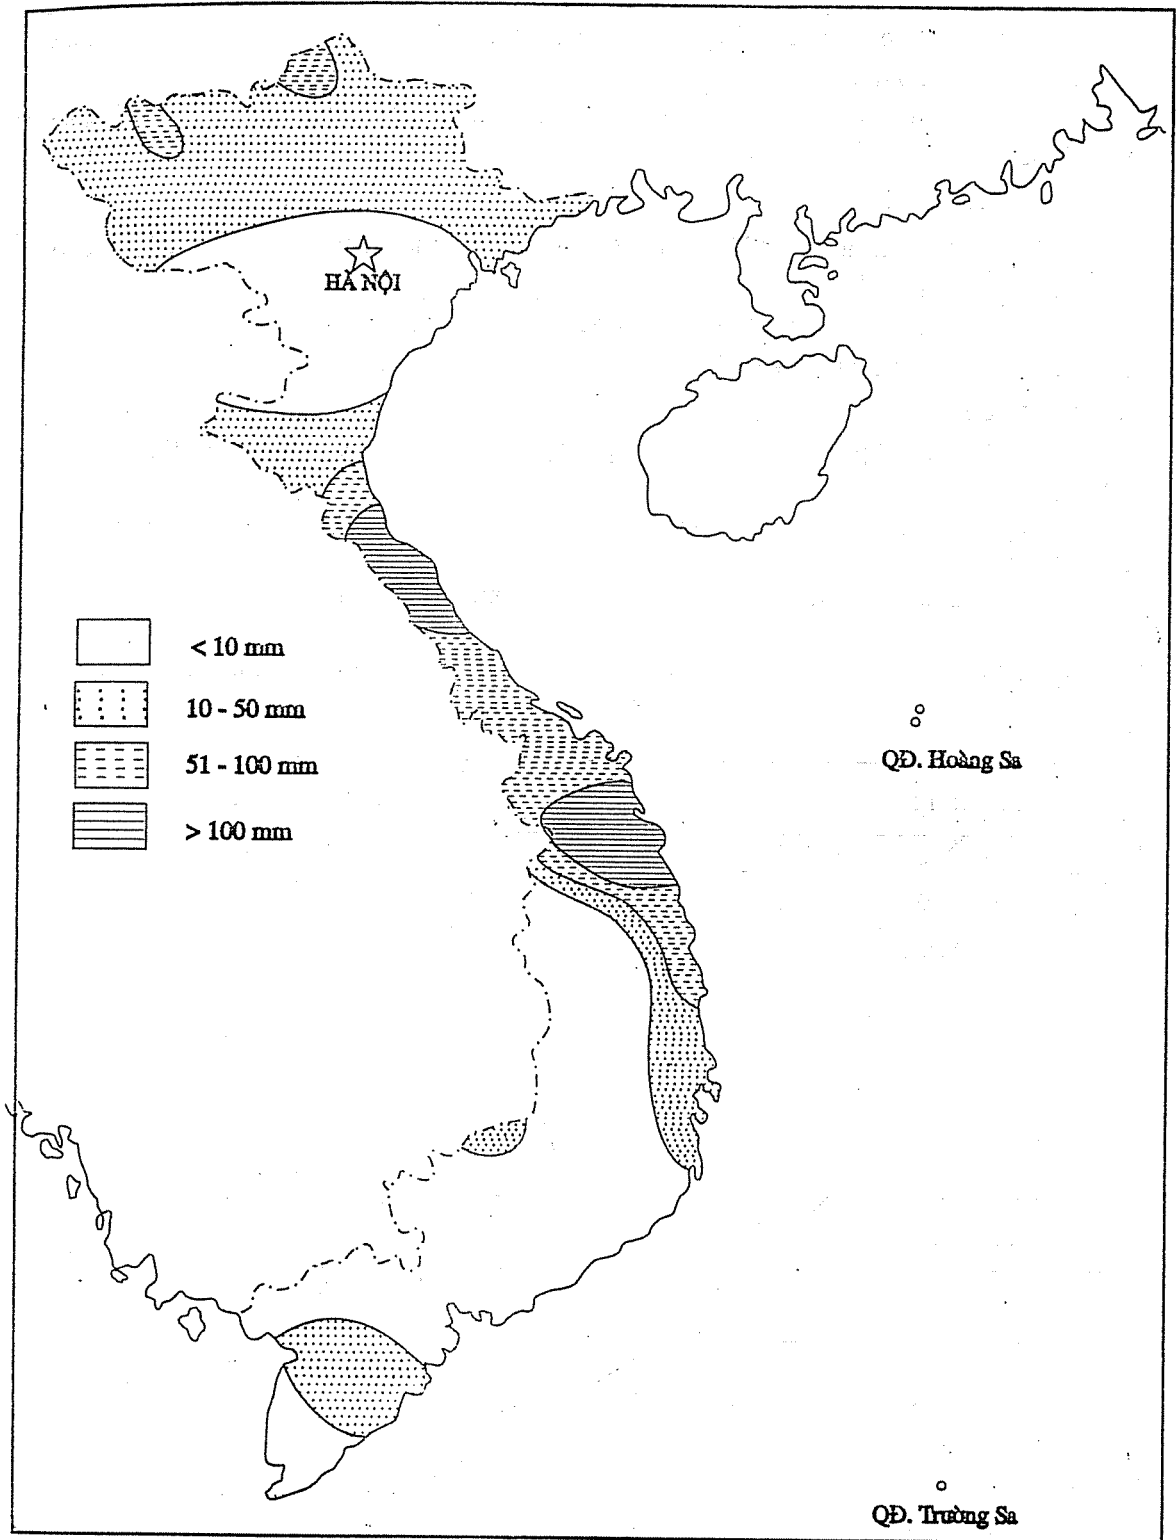 HÀ NỘI
< 10 mm
10 - 50 mm
51 - 100 mm
> 100 mm
QĐ. Hoàng Sa
QĐ. Trường Sa